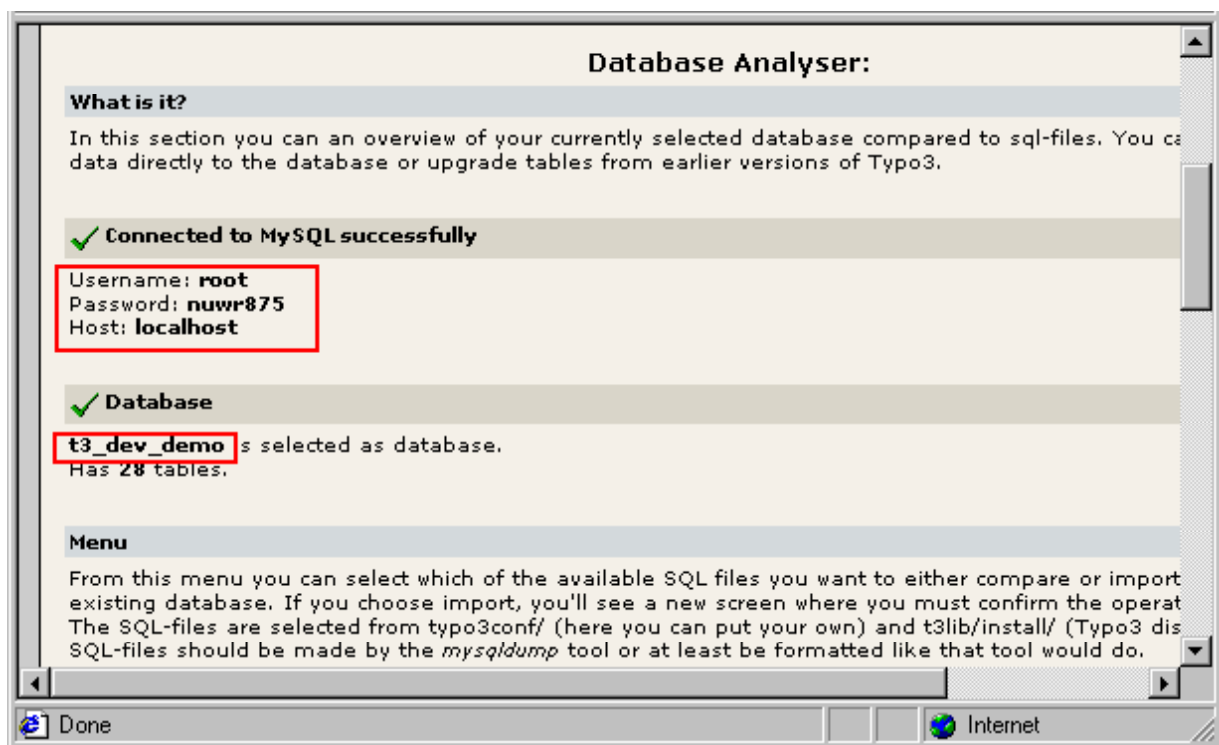 Database Analyser:
What is it?
In this section you can an overview of your currently selected database compared to sql-files. You
data directly to the database or upgrade tables from earlier versions of Typo3.
Connected to MySQL successfully
Username: root
Password: nuwr875
Host: localhost
Database
t3_dev_demo s selected as database.
Has 28 tables.
Menu
From this menu you can select which of the available SQL files you want to either compare or import
existing database. If you choose import, you'll see a new screen where you must confirm the operat
The SQL-files are selected from typo3conf/ (here you can put your own) and t3lib/install/ (Typo3 dis
SQL-files should be made by the mysqldump tool or at least be formatted like that tool would do.
Done
Internet